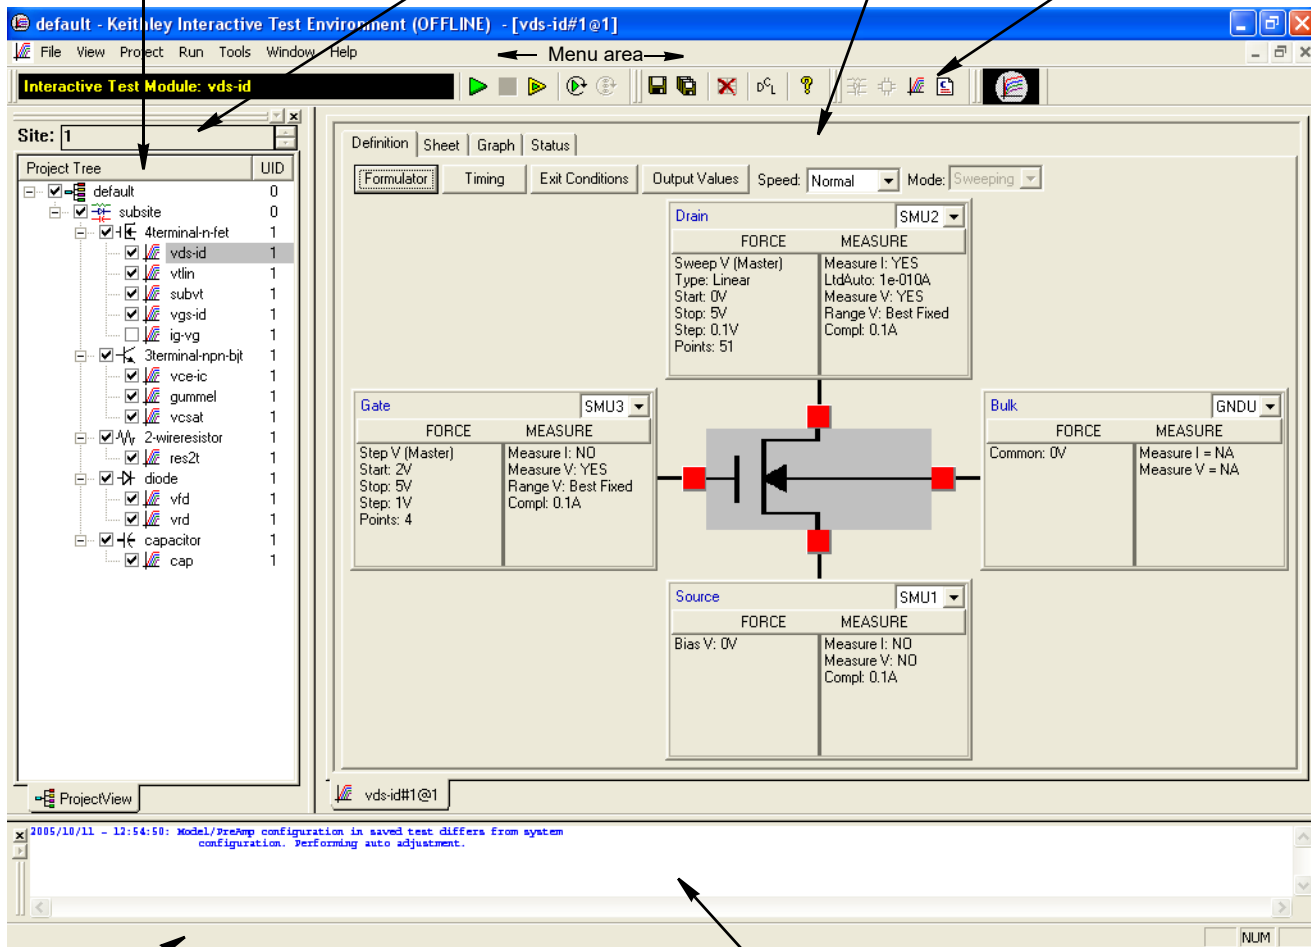 default - Keithley Interactive Test Environment (OFFLINE) - [vds-id#1@1]
File View Project Run Tools Window Help
Menu area
Interactive Test Module: vds-id
Site: 1
Project Tree UID
default 0
subsite 0
4terminal-n-fet 1
vds-id 1
vtlin 1
subvt 1
vgs-id 1
ig-vg 1
3terminal-npn-bjt 1
vce-ic 1
gummel 1
vcsat 1
2-wireresistor 1
res2t 1
diode 1
vfd 1
vrd 1
capacitor 1
cap 1
ProjectView
Definition Sheet Graph Status
Formulator Timing Exit Conditions Output Values Speed: Normal Mode: Sweeping
Drain SMU2
FORCE MEASURE
Sweep V (Master) Measure I: YES
Type: Linear LtdAuto: 1e-010A
Start: 0V Measure V: YES
Stop: 5V Range V: Best Fixed
Step: 0.1V Compl: 0.1A
Points: 51
Gate SMU3
FORCE MEASURE
Step V (Master) Measure I: NO
Start: 2V Measure V: YES
Stop: 5V Range V: Best Fixed
Step: 1V Compl: 0.1A
Points: 4
Bulk GNDU
FORCE MEASURE
Common: 0V Measure I = NA
Measure V = NA
Source SMU1
FORCE MEASURE
Bias V: 0V Measure I: NO
Measure V: NO
Compl: 0.1A
vds-id#1@1
2005/10/11 - 12:54:50: Model/PreAmp configuration in saved test differs from system
configuration. Performing auto adjustment.
NUM